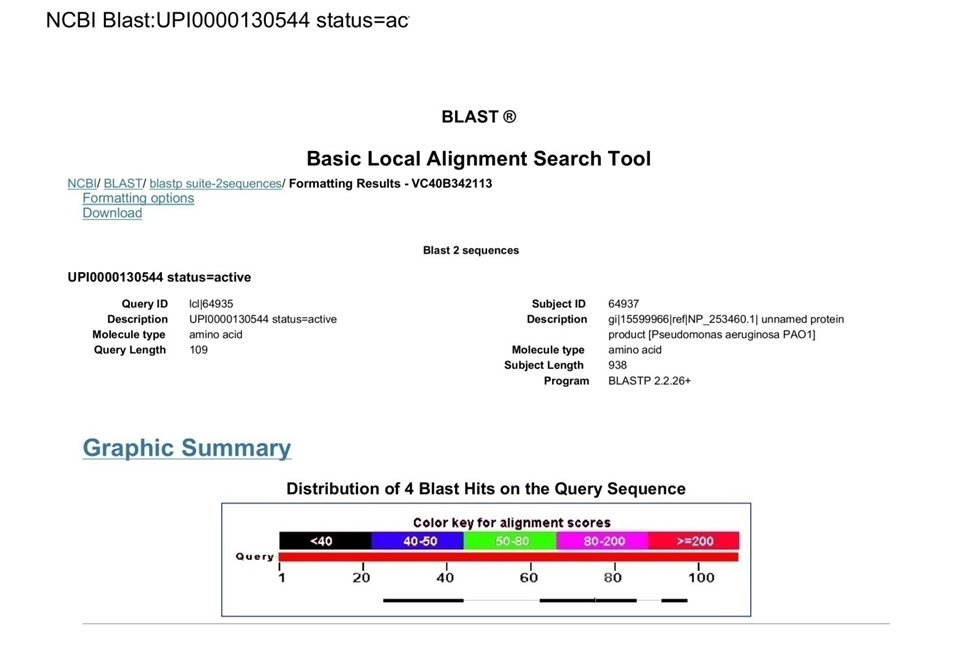 NCBI Blast:UPI0000130544 status=ac
BLAST ®
Basic Local Alignment Search Tool
NCBI/ BLAST/ blastp suite-2sequences/ Formatting Results - VC40B342113
Formatting options
Download
Blast 2 sequences
UPI0000130544 status=active
Query ID lcl|64935
Description UPI0000130544 status=active
Molecule type amino acid
Query Length 109
Subject ID 64937
Description gi|15599966|ref|NP_253460.1| unnamed protein
product [Pseudomonas aeruginosa PAO1]
Molecule type amino acid
Subject Length 938
Program BLASTP 2.2.26+
Graphic Summary
Distribution of 4 Blast Hits on the Query Sequence
Color key for alignment scores
<40 40-50 50-80 80-200 >=200
Query
1 20 40 60 80 100